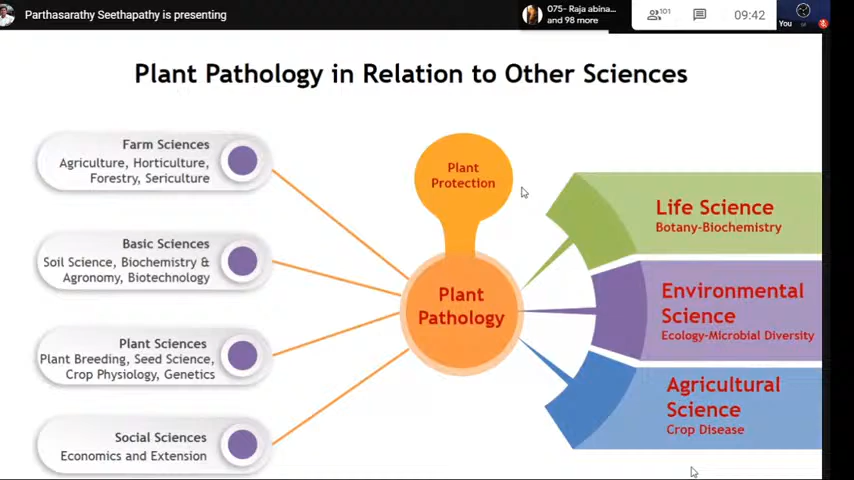 Parthasarathy Seethapathy is presenting
075- Raja abina...
and 98 more
101
09:42
You
Plant Pathology in Relation to Other Sciences
Farm Sciences
Agriculture, Horticulture,
Forestry, Sericulture
Basic Sciences
Soil Science, Biochemistry &
Agronomy, Biotechnology
Plant Sciences
Plant Breeding, Seed Science,
Crop Physiology, Genetics
Social Sciences
Economics and Extension
Plant
Protection
Plant
Pathology
Life Science
Botany-Biochemistry
Environmental
Science
Ecology-Microbial Diversity
Agricultural
Science
Crop Disease